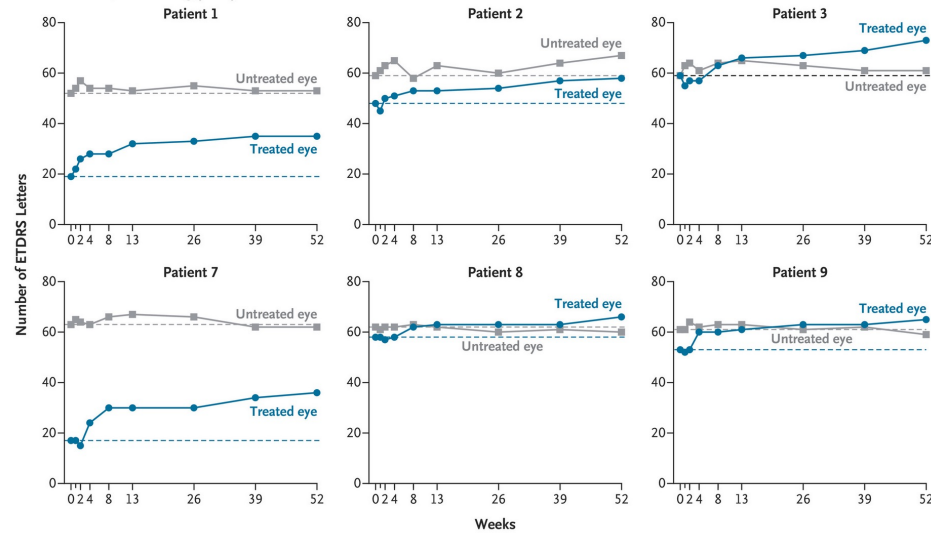 Patient 1
80
60
40
20
0
Untreated eye
Treated eye
0 2 4 8 13 26 39 52
Patient 2
80
60
40
20
0
Untreated eye
Treated eye
0 2 4 8 13 26 39 52
Patient 3
80
60
40
20
0
Treated eye
Untreated eye
0 2 4 8 13 26 39 52
Number of ETDRS Letters
Patient 7
80
60
40
20
0
Untreated eye
Treated eye
0 2 4 8 13 26 39 52
Patient 8
80
60
40
20
0
Treated eye
Untreated eye
0 2 4 8 13 26 39 52
Patient 9
80
60
40
20
0
Treated eye
Untreated eye
0 2 4 8 13 26 39 52
Weeks